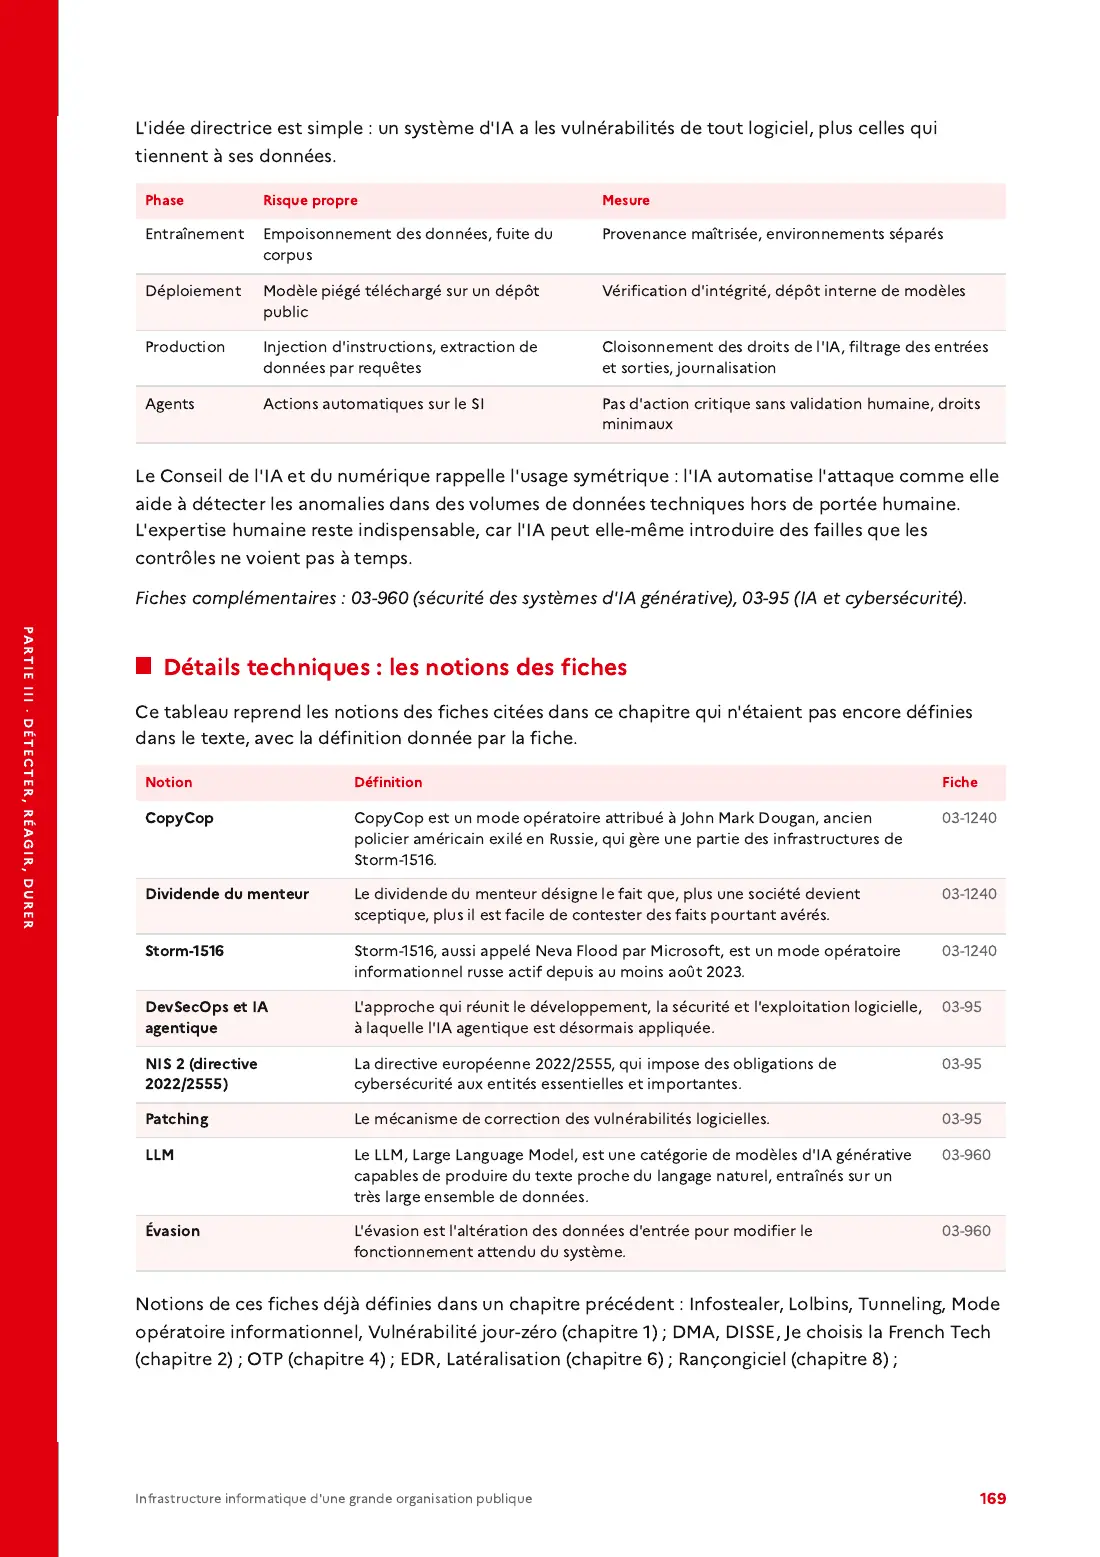 L'idée directrice est simple : un système d'IA a les vulnérabilités de tout logiciel, plus celles qui
tiennent à ses données.
Phase Risque propre Mesure
Entraînement Empoisonnement des données, fuite du Provenance maîtrisée, environnements séparés
corpus
Déploiement Modèle piégé téléchargé sur un dépôt Vérification d'intégrité, dépôt interne de modèles
public
Production Injection d'instructions, extraction de Cloisonnement des droits de l'IA, filtrage des entrées
données par requêtes et sorties, journalisation
Agents Actions automatiques sur le SI Pas d'action critique sans validation humaine, droits
minimaux
Le Conseil de l'IA et du numérique rappelle l'usage symétrique : l'IA automatise l'attaque comme elle
aide à détecter les anomalies dans des volumes de données techniques hors de portée humaine.
L'expertise humaine reste indispensable, car l'IA peut elle-même introduire des failles que les
contrôles ne voient pas à temps.
Fiches complémentaires : 03-960 (sécurité des systèmes d'IA générative), 03-95 (IA et cybersécurité).
PARTIE III · DÉTECTER, RÉAGIR, DURER
Détails techniques : les notions des fiches
Ce tableau reprend les notions des fiches citées dans ce chapitre qui n'étaient pas encore définies
dans le texte, avec la définition donnée par la fiche.
Notion Définition Fiche
CopyCop CopyCop est un mode opératoire attribué à John Mark Dougan, ancien 03-1240
policier américain exilé en Russie, qui gère une partie des infrastructures de
Storm-1516.
Dividende du menteur Le dividende du menteur désigne le fait que, plus une société devient 03-1240
sceptique, plus il est facile de contester des faits pourtant avérés.
Storm-1516 Storm-1516, aussi appelé Neva Flood par Microsoft, est un mode opératoire 03-1240
informationnel russe actif depuis au moins août 2023.
DevSecOps et IA L'approche qui réunit le développement, la sécurité et l'exploitation logicielle, 03-95
agentique à laquelle l'IA agentique est désormais appliquée.
NIS 2 (directive La directive européenne 2022/2555, qui impose des obligations de 03-95
2022/2555) cybersécurité aux entités essentielles et importantes.
Patching Le mécanisme de correction des vulnérabilités logicielles. 03-95
LLM Le LLM, Large Language Model, est une catégorie de modèles d'IA générative 03-960
capables de produire du texte proche du langage naturel, entraînés sur un
très large ensemble de données.
Évasion L'évasion est l'altération des données d'entrée pour modifier le 03-960
fonctionnement attendu du système.
Notions de ces fiches déjà définies dans un chapitre précédent : Infostealer, Lolbins, Tunneling, Mode
opératoire informationnel, Vulnérabilité jour-zéro (chapitre 1) ; DMA, DISSE, Je choisis la French Tech
(chapitre 2) ; OTP (chapitre 4) ; EDR, Latéralisation (chapitre 6) ; Rançongiciel (chapitre 8) ;
Infrastructure informatique d'une grande organisation publique 169